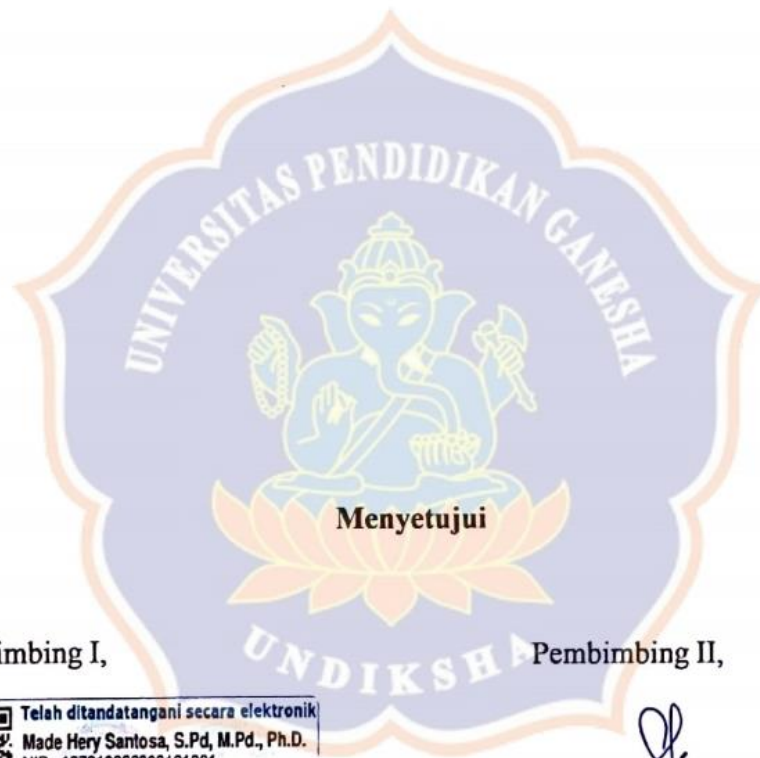 UNIVERSITAS PENDIDIKAN GANESHA
Menyetujui
UNDIKSHA
imbing I,
Pembimbing II,
Telah ditandatangani secara elektronik
Made Hery Santosa, S.Pd, M.Pd., Ph.D.